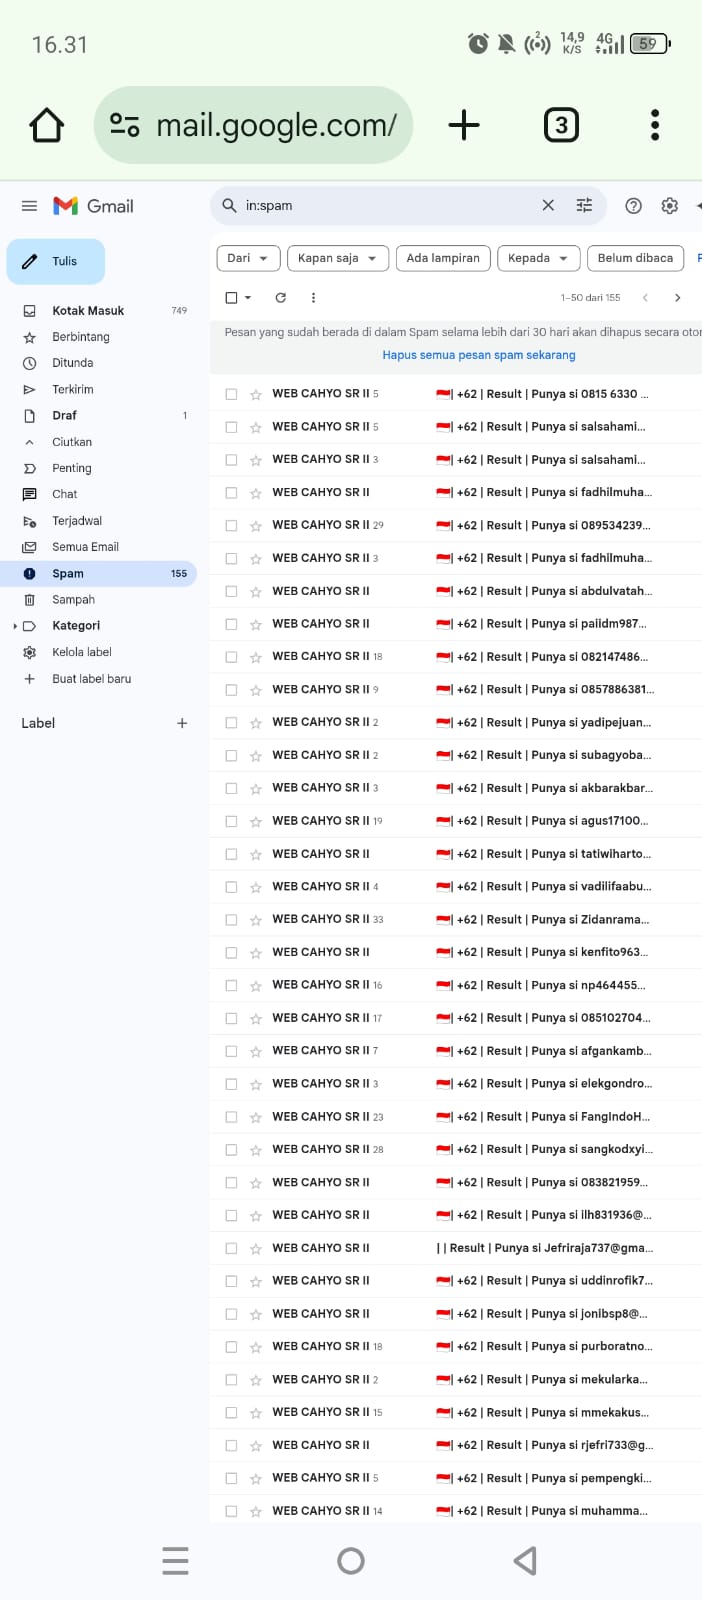 16.31
14,9 K/S
4G
59
mail.google.com/
3
Gmail
in:spam
Tulis
Dari
Kapan saja
Ada lampiran
Kepada
Belum dibaca
1–50 dari 155
Pesan yang sudah berada di dalam Spam selama lebih dari 30 hari akan dihapus secara otor
Hapus semua pesan spam sekarang
Kotak Masuk 749
Berbintang
Ditunda
Terkirim
Draf 1
Ciutkan
Penting
Chat
Terjadwal
Semua Email
Spam 155
Sampah
Kategori
Kelola label
Buat label baru
Label
WEB CAHYO SR II 5 | +62 | Result | Punya si 0815 6330 ...
WEB CAHYO SR II 5 | +62 | Result | Punya si salsahami...
WEB CAHYO SR II 3 | +62 | Result | Punya si salsahami...
WEB CAHYO SR II | +62 | Result | Punya si fadhilmuha...
WEB CAHYO SR II 29 | +62 | Result | Punya si 089534239...
WEB CAHYO SR II 3 | +62 | Result | Punya si fadhilmuha...
WEB CAHYO SR II | +62 | Result | Punya si abdulvatah...
WEB CAHYO SR II | +62 | Result | Punya si paiidm987...
WEB CAHYO SR II 18 | +62 | Result | Punya si 082147486...
WEB CAHYO SR II 9 | +62 | Result | Punya si 0857886381...
WEB CAHYO SR II 2 | +62 | Result | Punya si yadipejuan...
WEB CAHYO SR II 2 | +62 | Result | Punya si subagyoba...
WEB CAHYO SR II 3 | +62 | Result | Punya si akbarakbar...
WEB CAHYO SR II 19 | +62 | Result | Punya si agus17100...
WEB CAHYO SR II | +62 | Result | Punya si tatiwiharto...
WEB CAHYO SR II 4 | +62 | Result | Punya si vadilifaabu...
WEB CAHYO SR II 33 | +62 | Result | Punya si Zidanrama...
WEB CAHYO SR II | +62 | Result | Punya si kenfito963...
WEB CAHYO SR II 16 | +62 | Result | Punya si np464455...
WEB CAHYO SR II 17 | +62 | Result | Punya si 085102704...
WEB CAHYO SR II 7 | +62 | Result | Punya si afgankamb...
WEB CAHYO SR II 3 | +62 | Result | Punya si elekgondro...
WEB CAHYO SR II 23 | +62 | Result | Punya si FangIndoH...
WEB CAHYO SR II 28 | +62 | Result | Punya si sangkodxyi...
WEB CAHYO SR II | +62 | Result | Punya si 083821959...
WEB CAHYO SR II | +62 | Result | Punya si ilh831936@...
WEB CAHYO SR II | | Result | Punya si Jefriraja737@gma...
WEB CAHYO SR II | +62 | Result | Punya si uddinrofik7...
WEB CAHYO SR II | +62 | Result | Punya si jonibsp8@...
WEB CAHYO SR II 18 | +62 | Result | Punya si purboratno...
WEB CAHYO SR II 2 | +62 | Result | Punya si mekularka...
WEB CAHYO SR II 15 | +62 | Result | Punya si mmekakus...
WEB CAHYO SR II | +62 | Result | Punya si rjefri733@g...
WEB CAHYO SR II 5 | +62 | Result | Punya si pempengki...
WEB CAHYO SR II 14 | +62 | Result | Punya si muhamma...